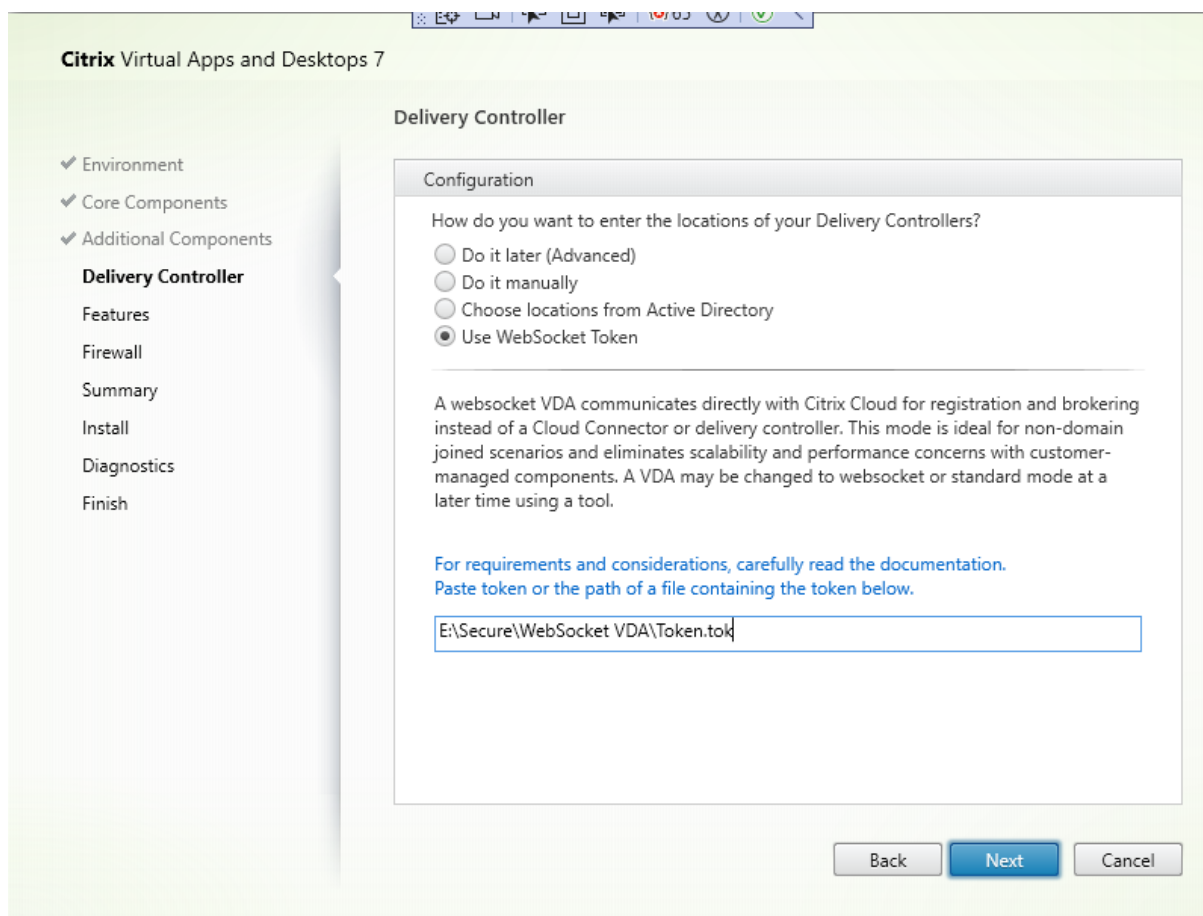 Citrix Virtual Apps and Desktops 7
Delivery Controller
Environment
Core Components
Additional Components
Delivery Controller
Features
Firewall
Summary
Install
Diagnostics
Finish
Configuration
How do you want to enter the locations of your Delivery Controllers?
Do it later (Advanced)
Do it manually
Choose locations from Active Directory
Use WebSocket Token
A websocket VDA communicates directly with Citrix Cloud for registration and brokering
instead of a Cloud Connector or delivery controller. This mode is ideal for non-domain
joined scenarios and eliminates scalability and performance concerns with customer-
managed components. A VDA may be changed to websocket or standard mode at a
later time using a tool.
For requirements and considerations, carefully read the documentation.
Paste token or the path of a file containing the token below.
E:\Secure\WebSocket VDA\Token.tok
Back
Next
Cancel